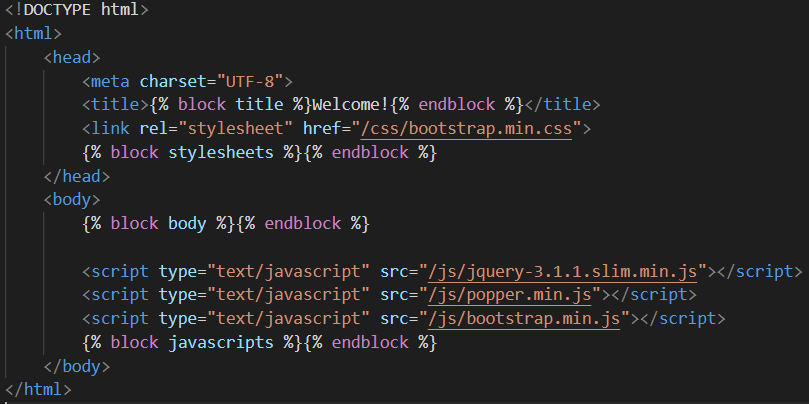 <!DOCTYPE html>
<html>
    <head>
        <meta charset="UTF-8">
        <title>{% block title %}Welcome!{% endblock %}</title>
        <link rel="stylesheet" href="/css/bootstrap.min.css">
        {% block stylesheets %}{% endblock %}
    </head>
    <body>
        {% block body %}{% endblock %}

        <script type="text/javascript" src="/js/jquery-3.1.1.slim.min.js"></script>
        <script type="text/javascript" src="/js/popper.min.js"></script>
        <script type="text/javascript" src="/js/bootstrap.min.js"></script>
        {% block javascripts %}{% endblock %}
    </body>
</html>